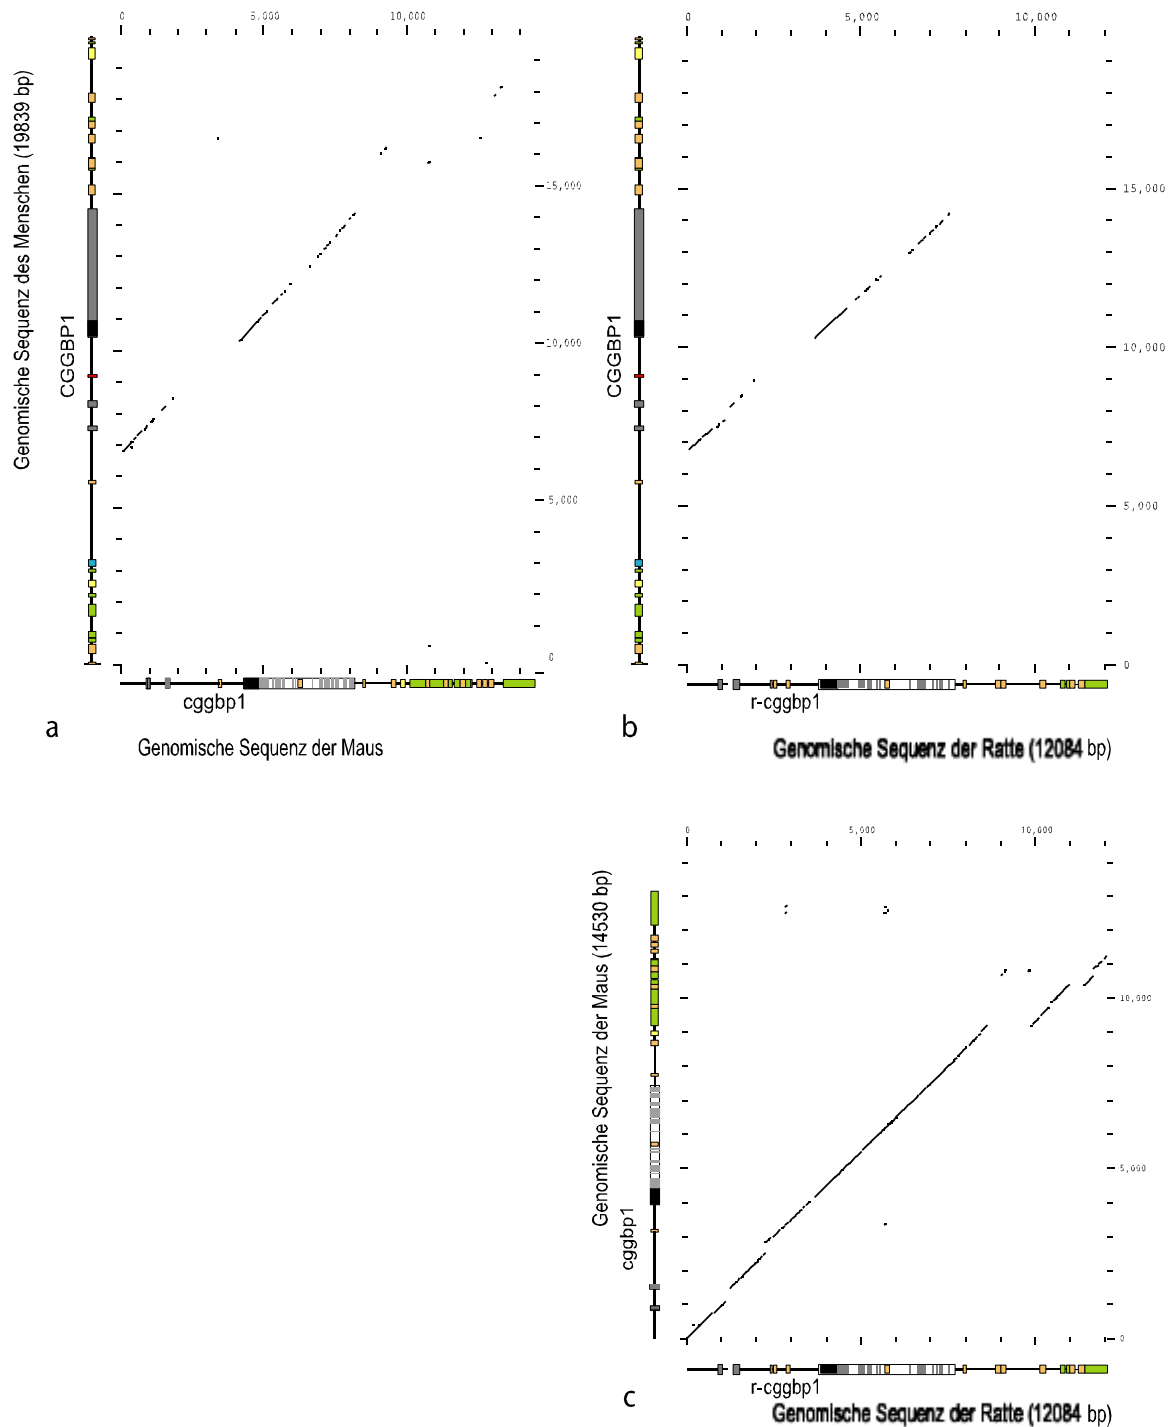 0 5,000 10,000
Genomische Sequenz des Menschen (19839 bp)
CGGBP1
15,000
10,000
5,000
0
cggbp1
a
Genomische Sequenz der Maus
0 5,000 10,000
CGGBP1
15,000
10,000
5,000
0
r-cggbp1
b
Genomische Sequenz der Ratte (12084 bp)
0 5,000 10,000
Genomische Sequenz der Maus (14530 bp)
cggbp1
10,000
5,000
0
r-cggbp1
c
Genomische Sequenz der Ratte (12084 bp)